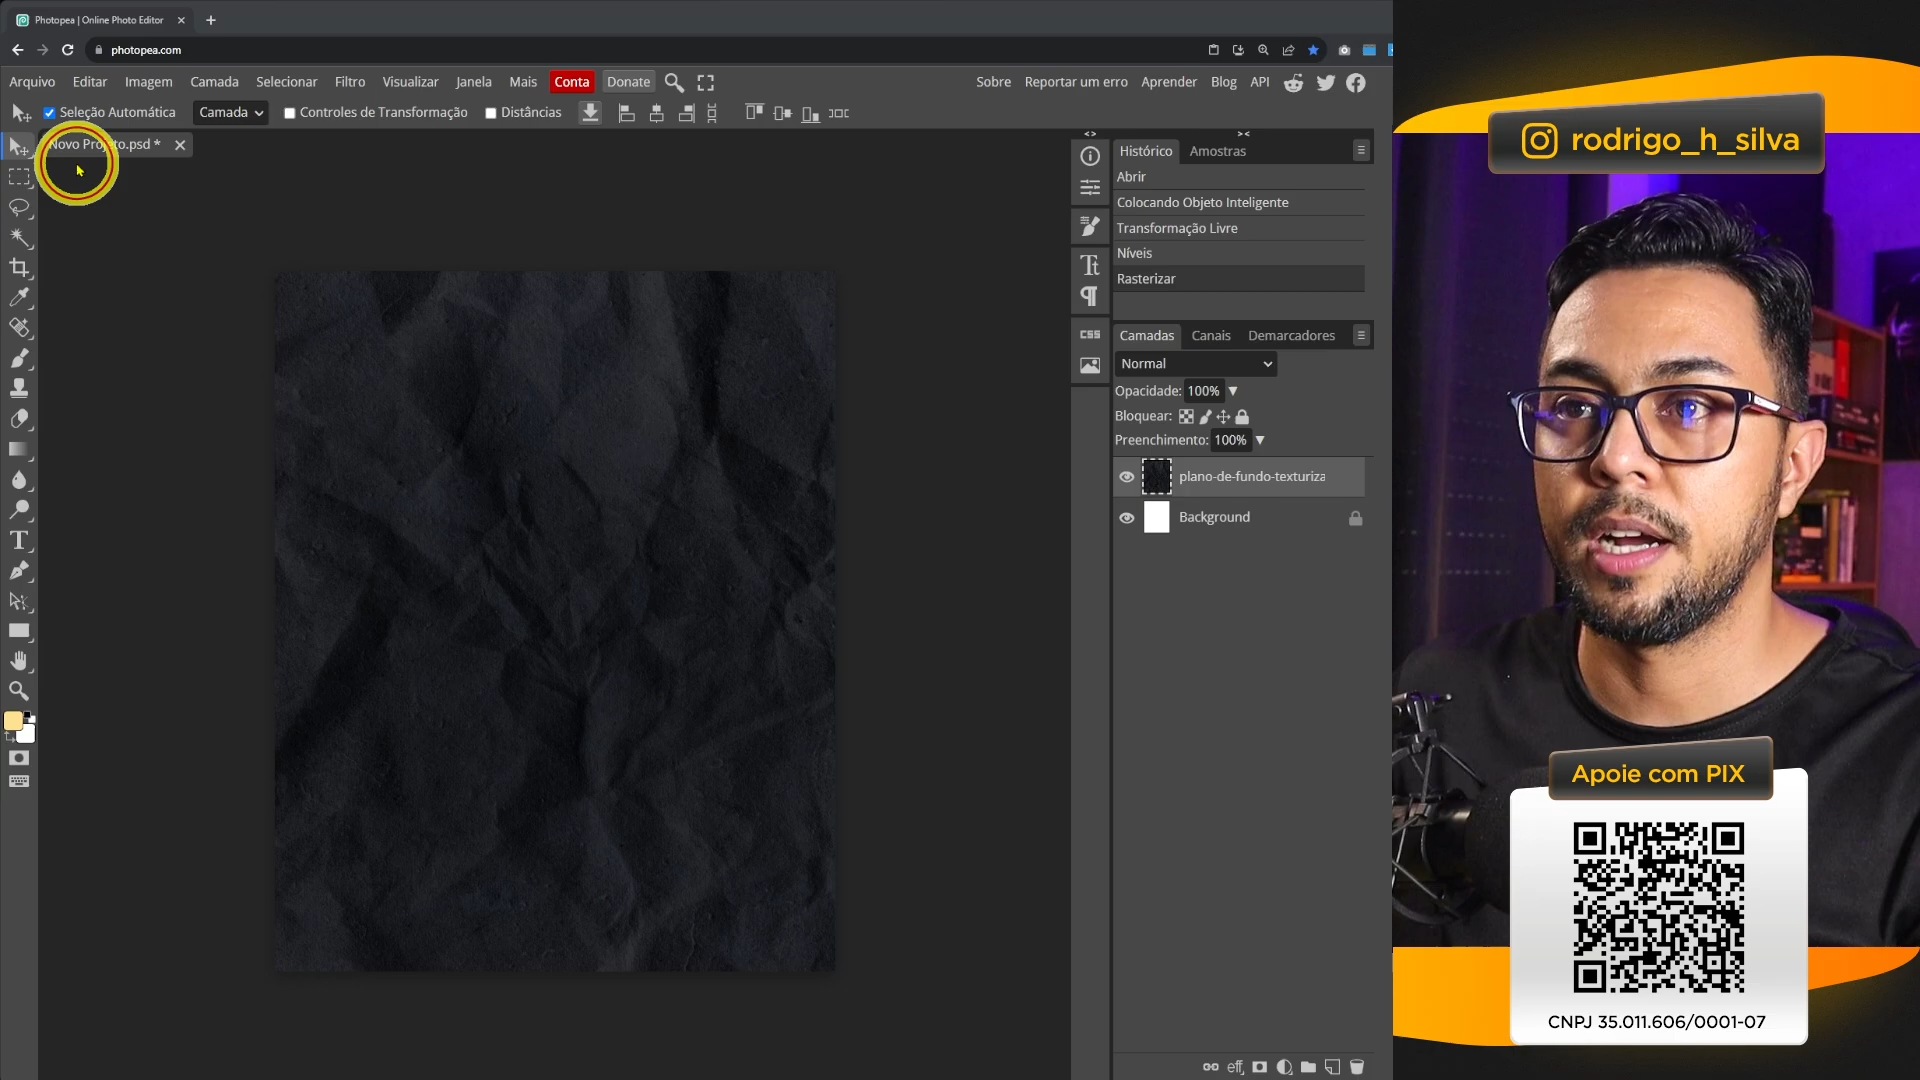 Photopea | Online Photo Editor
photopea.com
Arquivo Editar Imagem Camada Selecionar Filtro Visualizar Janela Mais Conta Donate
Sobre Reportar um erro Aprender Blog API
Seleção Automática Camada Controles de Transformação Distâncias
Novo Projeto.psd *
Histórico Amostras
Abrir
Colocando Objeto Inteligente
Transformação Livre
Níveis
Rasterizar
CSS
Camadas Canais Demarcadores
Normal
Opacidade: 100%
Bloquear:
Preenchimento: 100%
plano-de-fundo-texturiza
Background
eff
rodrigo_h_silva
Apoie com PIX
CNPJ 35.011.606/0001-07